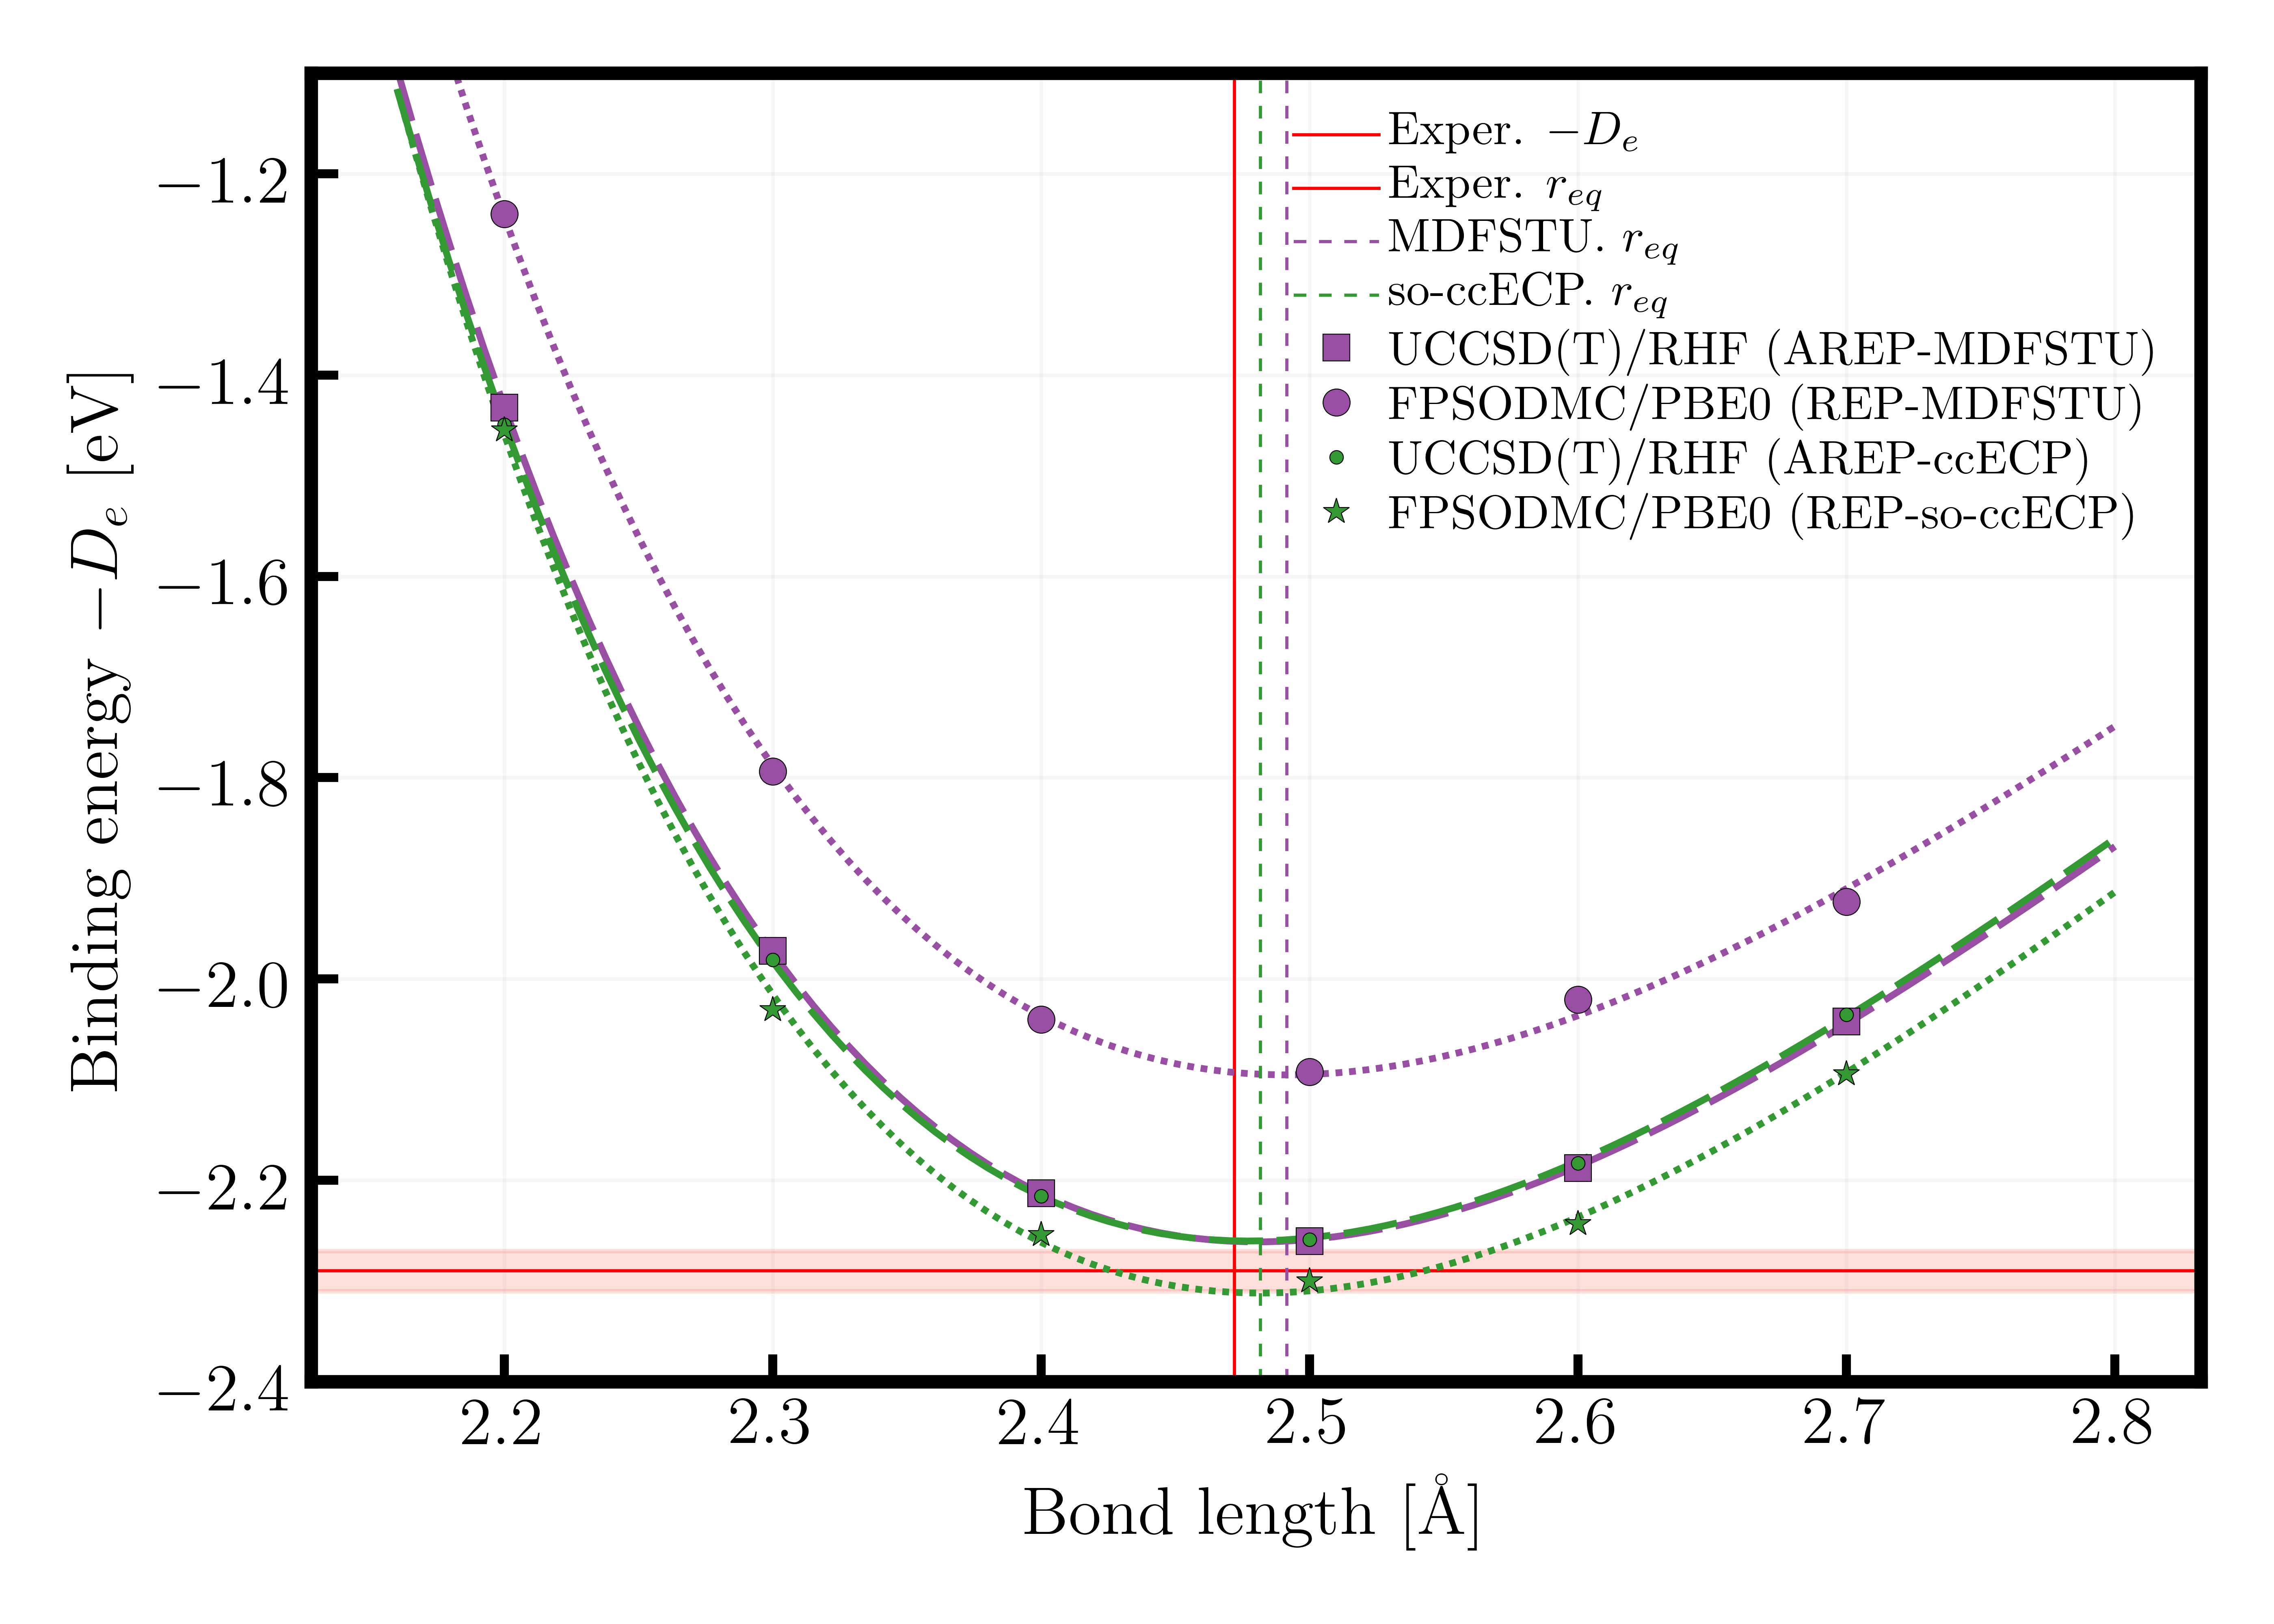 Binding energy −Dₑ [eV]
−1.2
−1.4
−1.6
−1.8
−2.0
−2.2
−2.4
Exper. −Dₑ
Exper. r_eq
MDFSTU. r_eq
so-ccECP. r_eq
UCCSD(T)/RHF (AREP-MDFSTU)
FPSODMC/PBE0 (REP-MDFSTU)
UCCSD(T)/RHF (AREP-ccECP)
FPSODMC/PBE0 (REP-so-ccECP)
2.2 2.3 2.4 2.5 2.6 2.7 2.8
Bond length [Å]